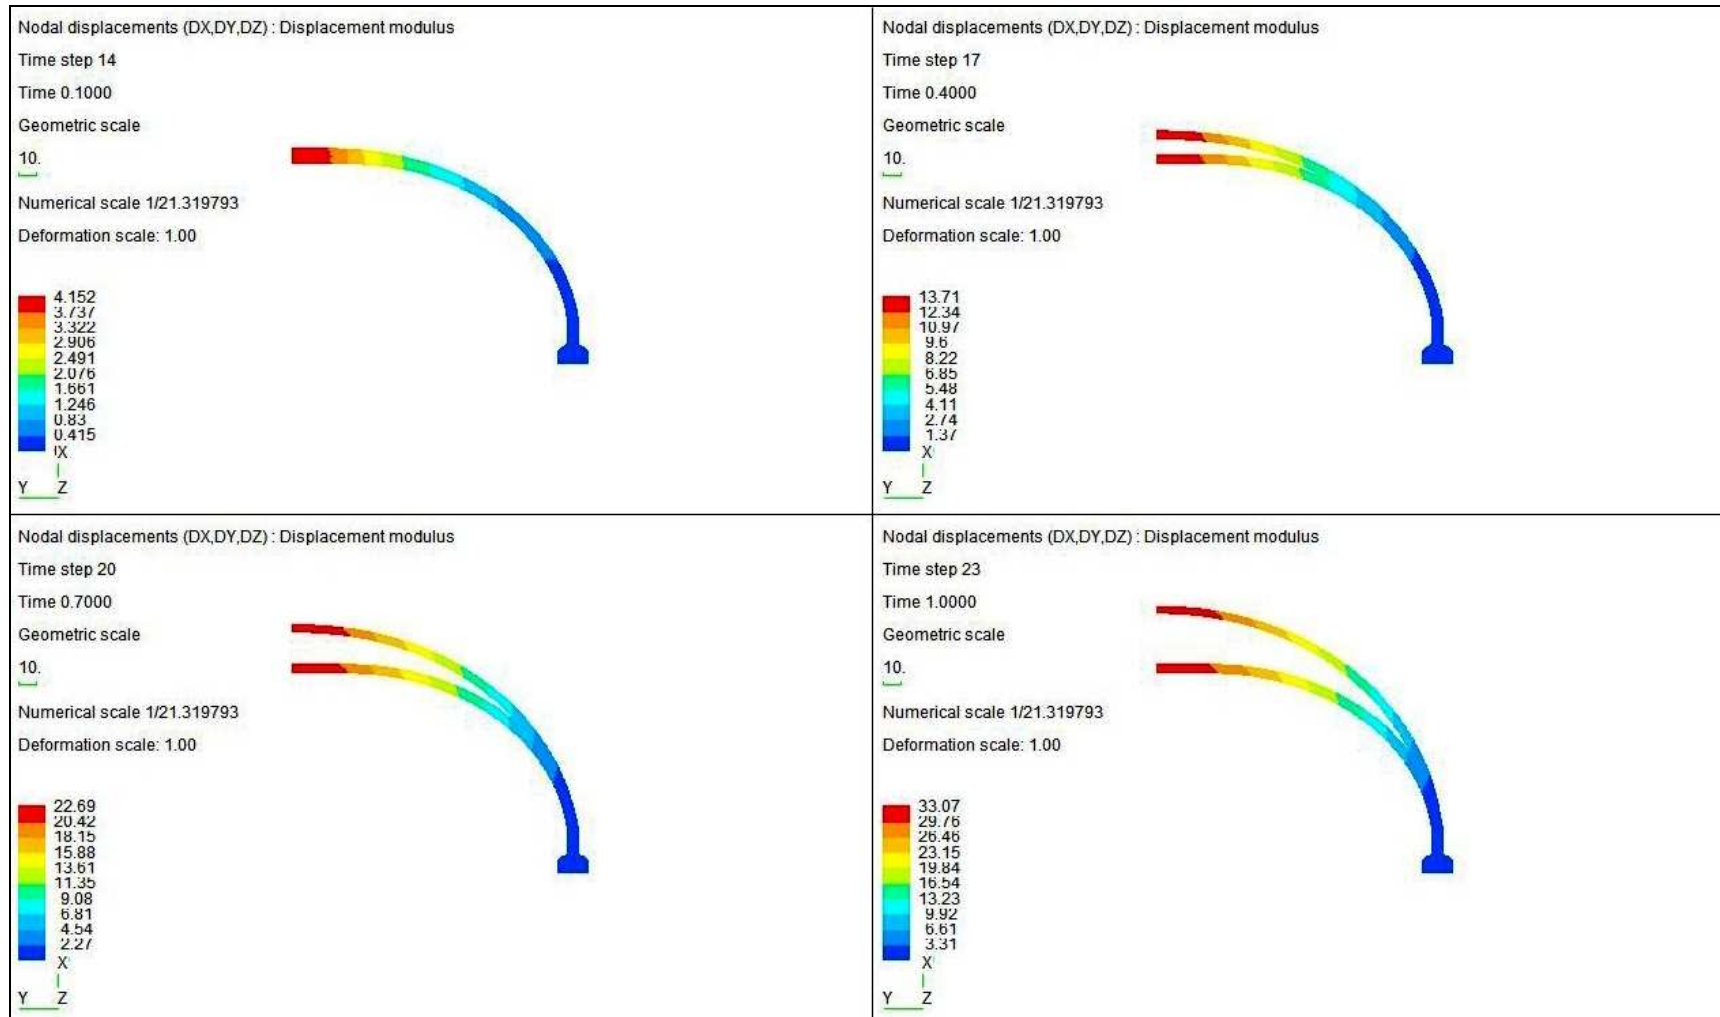 Nodal displacements (DX,DY,DZ) : Displacement modulus
Time step 14
Time 0.1000
Geometric scale
10.
Numerical scale 1/21.319793
Deformation scale: 1.00
4.152
3.737
3.322
2.906
2.491
2.076
1.661
1.246
0.83
0.415
X
Y Z
Nodal displacements (DX,DY,DZ) : Displacement modulus
Time step 17
Time 0.4000
Geometric scale
10.
Numerical scale 1/21.319793
Deformation scale: 1.00
13.71
12.34
10.97
9.6
8.22
6.85
5.48
4.11
2.74
1.37
X
Y Z
Nodal displacements (DX,DY,DZ) : Displacement modulus
Time step 20
Time 0.7000
Geometric scale
10.
Numerical scale 1/21.319793
Deformation scale: 1.00
22.69
20.42
18.15
15.88
13.61
11.35
9.08
6.81
4.54
2.27
X
Y Z
Nodal displacements (DX,DY,DZ) : Displacement modulus
Time step 23
Time 1.0000
Geometric scale
10.
Numerical scale 1/21.319793
Deformation scale: 1.00
33.07
29.76
26.46
23.15
19.84
16.54
13.23
9.92
6.61
3.31
X
Y Z